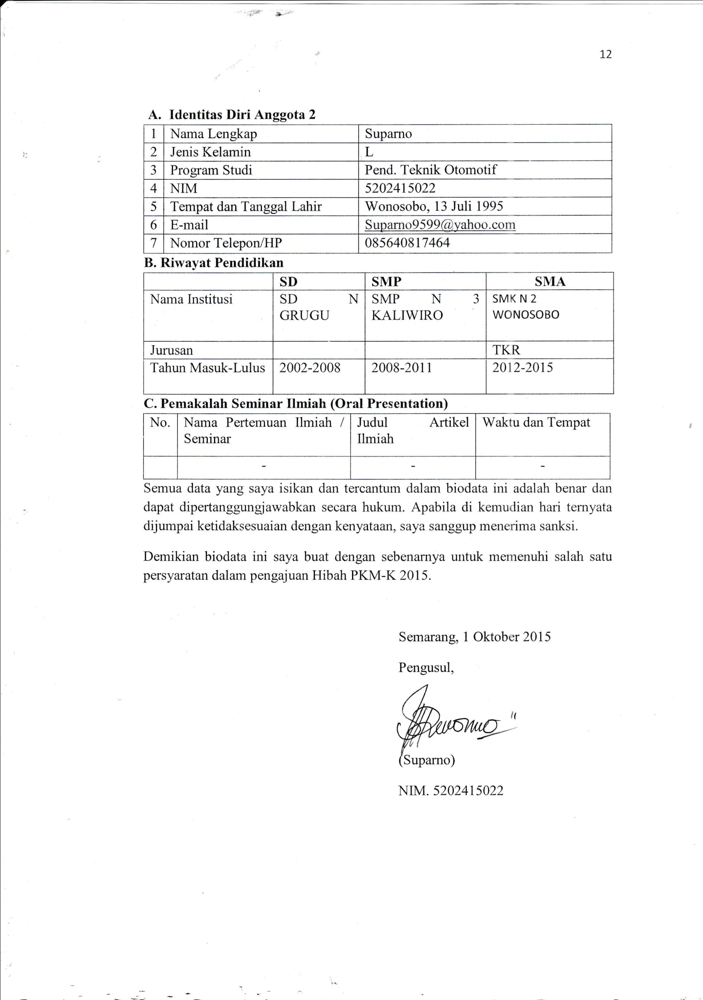 12
A. Identitas Diri Anggota 2
1 Nama Lengkap Suparno
2 Jenis Kelamin L
3 Program Studi Pend. Teknik Otomotif
4 NIM 5202415022
5 Tempat dan Tanggal Lahir Wonosobo, 13 Juli 1995
6 E-mail Suparno9599@yahoo.com
7 Nomor Telepon/HP 085640817464
B. Riwayat Pendidikan
SD SMP SMA
Nama Institusi SD N SMP N 3 SMK N 2
GRUGU KALIWIRO WONOSOBO
Jurusan TKR
Tahun Masuk-Lulus 2002-2008 2008-2011 2012-2015
C. Pemakalah Seminar Ilmiah (Oral Presentation)
No. Nama Pertemuan Ilmiah / Judul Artikel Waktu dan Tempat
Seminar Ilmiah
- - -
Semua data yang saya isikan dan tercantum dalam biodata ini adalah benar dan
dapat dipertanggungjawabkan secara hukum. Apabila di kemudian hari ternyata
dijumpai ketidaksesuaian dengan kenyataan, saya sanggup menerima sanksi.
Demikian biodata ini saya buat dengan sebenarnya untuk memenuhi salah satu
persyaratan dalam pengajuan Hibah PKM-K 2015.
Semarang, 1 Oktober 2015
Pengusul,
(Suparno)
NIM. 5202415022